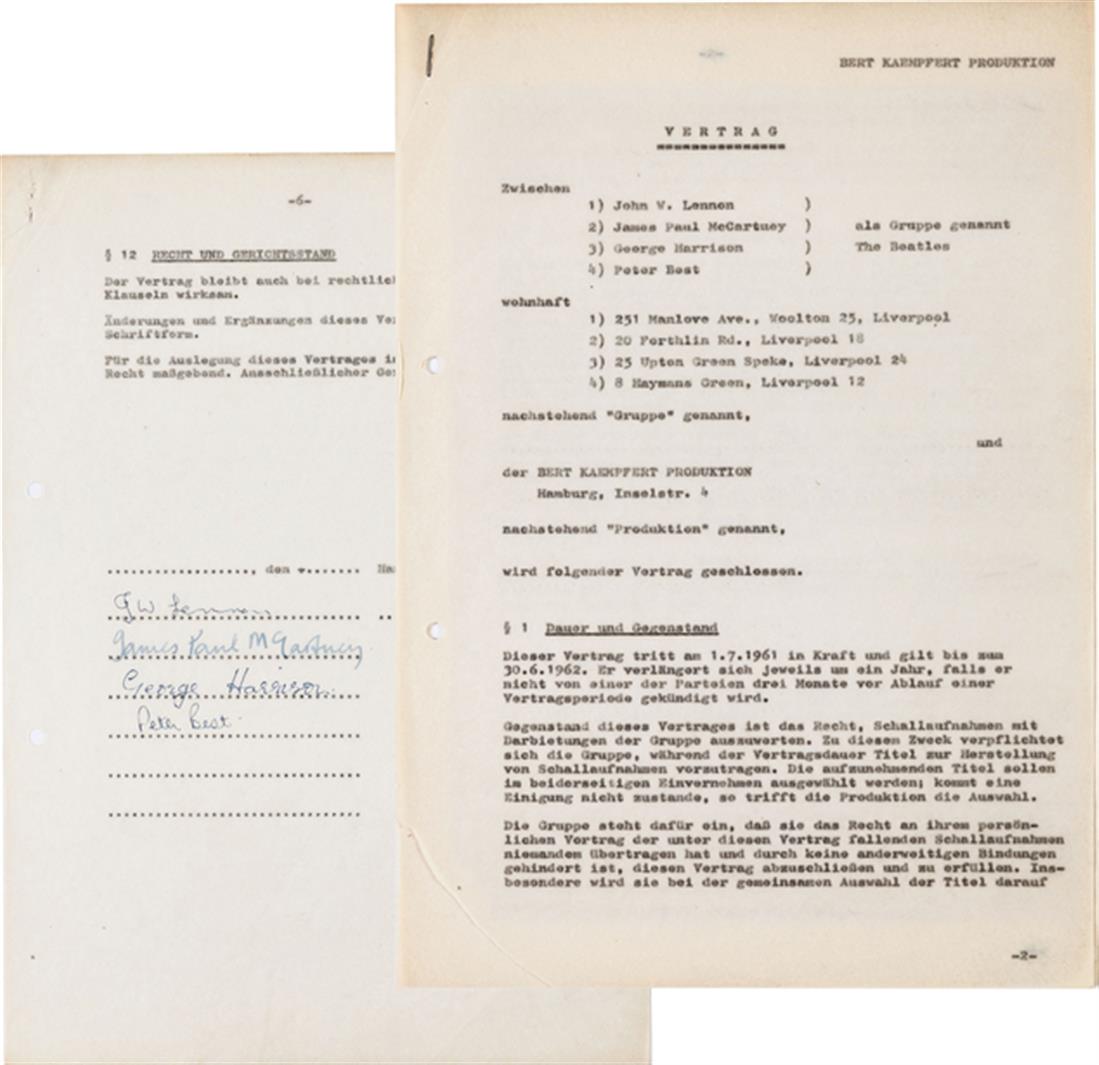 -6-
§ 12 RECHT UND GERICHTSSTAND
Der Vertrag bleibt auch bei rechtlic
Klauseln wirksam.
Änderungen und Ergänzungen dieses Ve
Schriftform.
Für die Auslegung dieses Vertrages i
Recht maßgebend. Ausschließlicher Ge
...................., den ........ Ha
J W Lennon
James Paul McCartney
George Harrison
Peter Best
BERT KAEMPFERT PRODUKTION
VERTRAG
Zwischen
1) John W. Lennon )
2) James Paul McCartney ) als Gruppe genannt
3) George Harrison ) The Beatles
4) Peter Best )
wohnhaft
1) 251 Manlove Ave., Woolton 25, Liverpool
2) 20 Forthlin Rd., Liverpool 18
3) 25 Upton Green Speke, Liverpool 24
4) 8 Haymans Green, Liverpool 12
nachstehend "Gruppe" genannt,
und
der BERT KAEMPFERT PRODUKTION
Hamburg, Inselstr. 4
nachstehend "Produktion" genannt,
wird folgender Vertrag geschlossen.
§ 1 Dauer und Gegenstand
Dieser Vertrag tritt am 1.7.1961 in Kraft und gilt bis zum
30.6.1962. Er verlängert sich jeweils um ein Jahr, falls er
nicht von einer der Parteien drei Monate vor Ablauf einer
Vertragsperiode gekündigt wird.
Gegenstand dieses Vertrages ist das Recht, Schallaufnahmen mit
Darbietungen der Gruppe auszuwerten. Zu diesem Zweck verpflichtet
sich die Gruppe, während der Vertragsdauer Titel zur Herstellung
von Schallaufnahmen vorzutragen. Die aufzunehmenden Titel sollen
im beiderseitigen Einvernehmen ausgewählt werden; kommt eine
Einigung nicht zustande, so trifft die Produktion die Auswahl.
Die Gruppe steht dafür ein, daß sie das Recht an ihrem persön-
lichen Vortrag der unter diesen Vertrag fallenden Schallaufnahmen
niemandem übertragen hat und durch keine anderweitigen Bindungen
gehindert ist, diesen Vertrag abzuschließen und zu erfüllen. Ins-
besondere wird sie bei der gemeinsamen Auswahl der Titel darauf
-2-